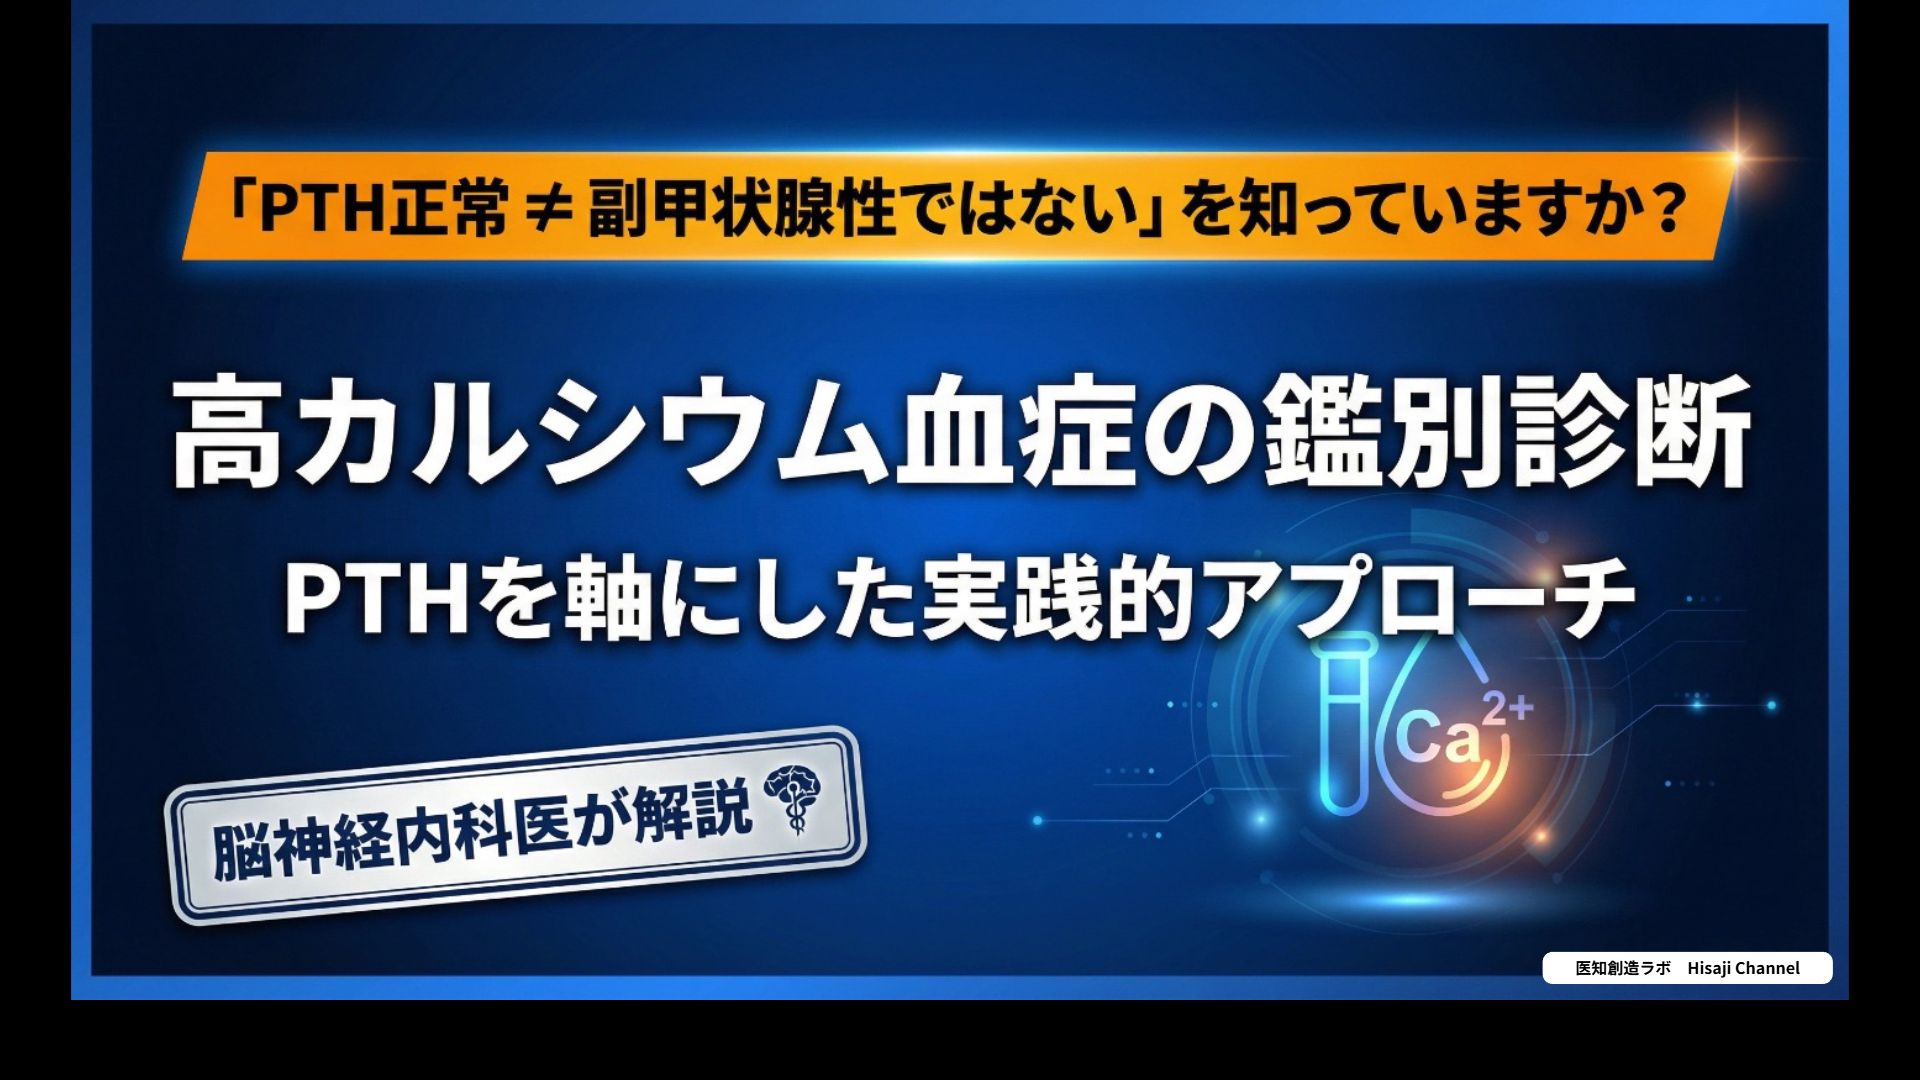 「PTH正常 ≠ 副甲状腺性ではない」を知っていますか？
高カルシウム血症の鑑別診断
PTHを軸にした実践的アプローチ
Ca2+
脳神経内科医が解説
医知創造ラボ　Hisaji Channel